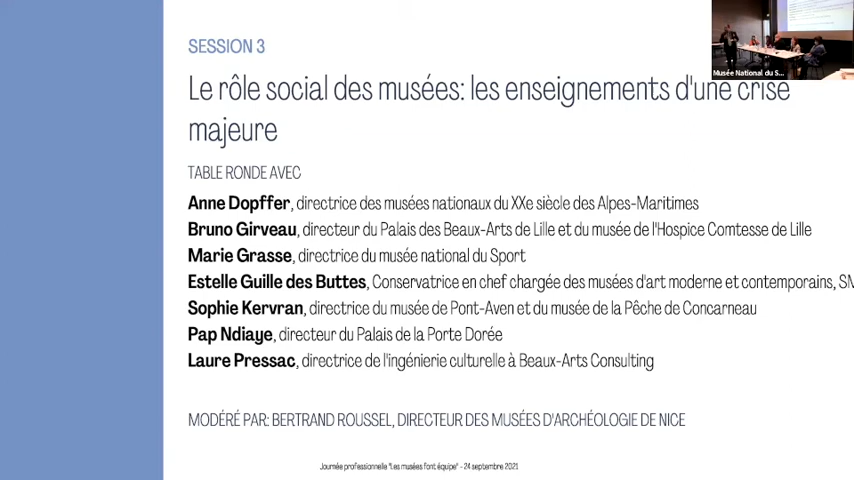 SESSION 3
Le rôle social des musées: les enseignements d'une crise
majeure
TABLE RONDE AVEC
Anne Dopffer, directrice des musées nationaux du XXe siècle des Alpes-Maritimes
Bruno Girveau, directeur du Palais des Beaux-Arts de Lille et du musée de l'Hospice Comtesse de Lille
Marie Grasse, directrice du musée national du Sport
Estelle Guille des Buttes, Conservatrice en chef chargée des musées d'art moderne et contemporains, SM
Sophie Kervran, directrice du musée de Pont-Aven et du musée de la Pêche de Concarneau
Pap Ndiaye, directeur du Palais de la Porte Dorée
Laure Pressac, directrice de l'ingénierie culturelle à Beaux-Arts Consulting
MODÉRÉ PAR: BERTRAND ROUSSEL, DIRECTEUR DES MUSÉES D'ARCHÉOLOGIE DE NICE
Journée professionnelle "Les musées font équipe" - 24 septembre 2021
Musée National du S...